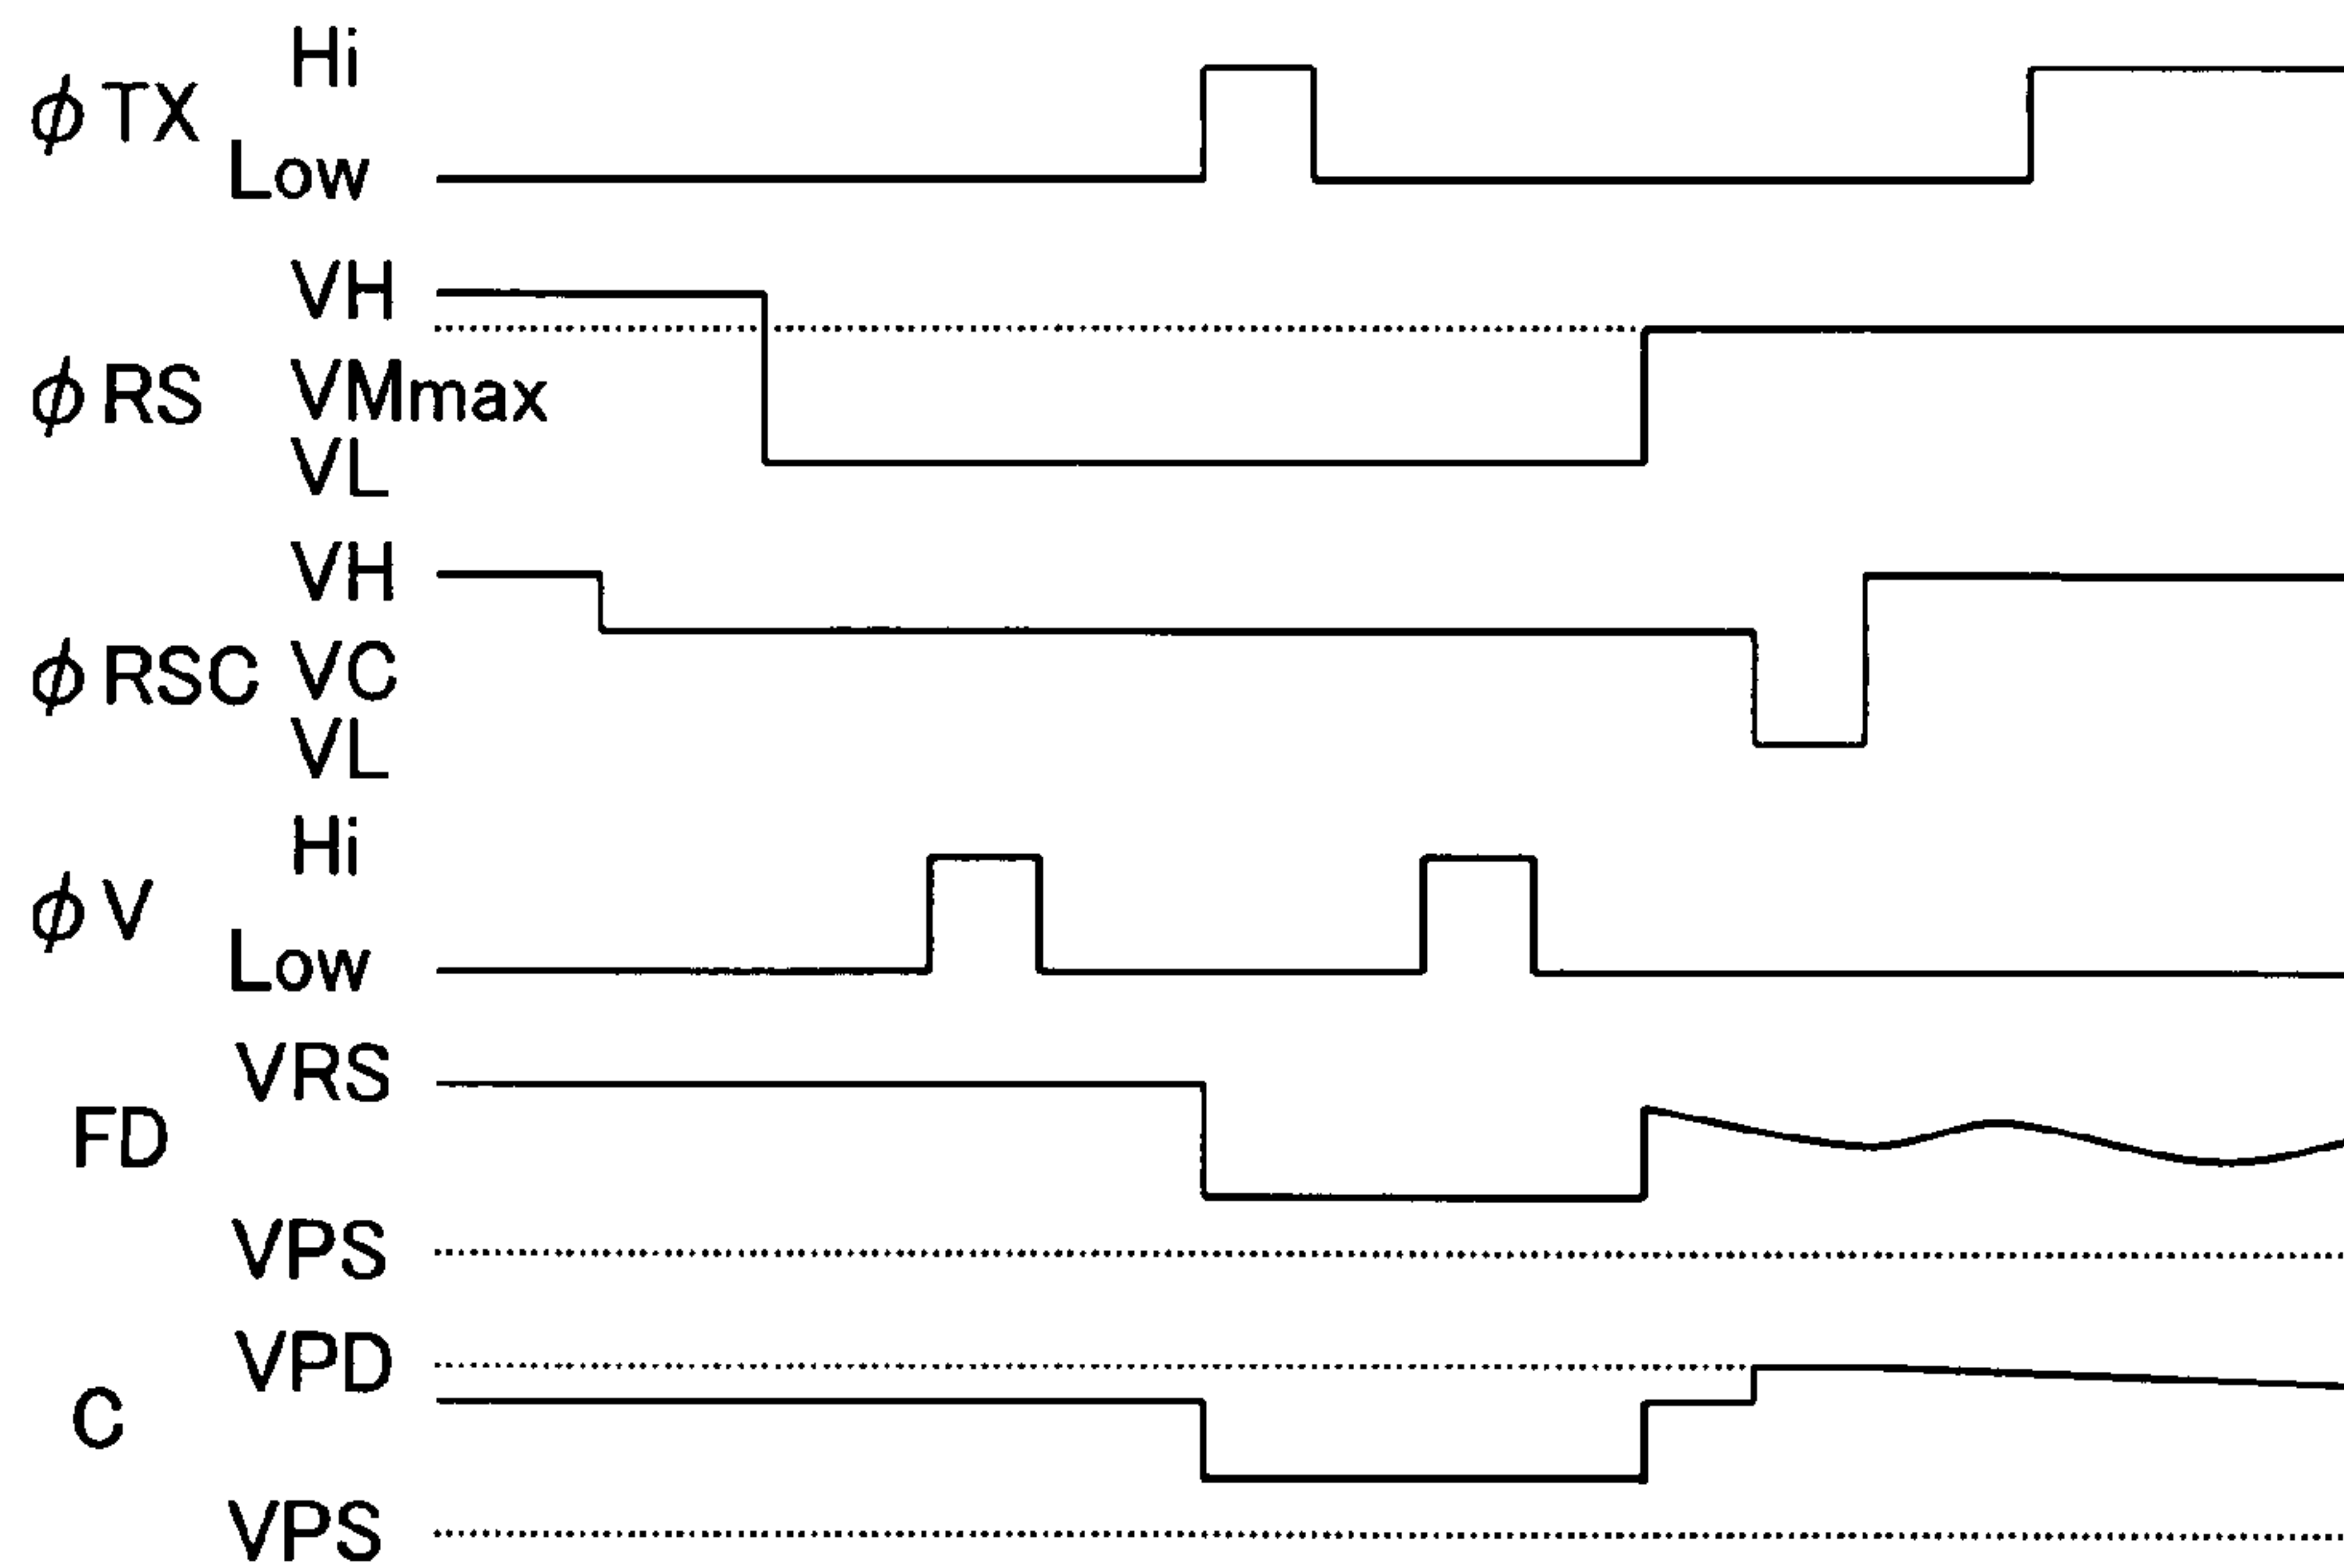 Hi
ϕTX
Low
VH
ϕRS VMmax
VL
VH
ϕRSC VC
VL
Hi
ϕV
Low
VRS
FD
VPS
VPD
C
VPS